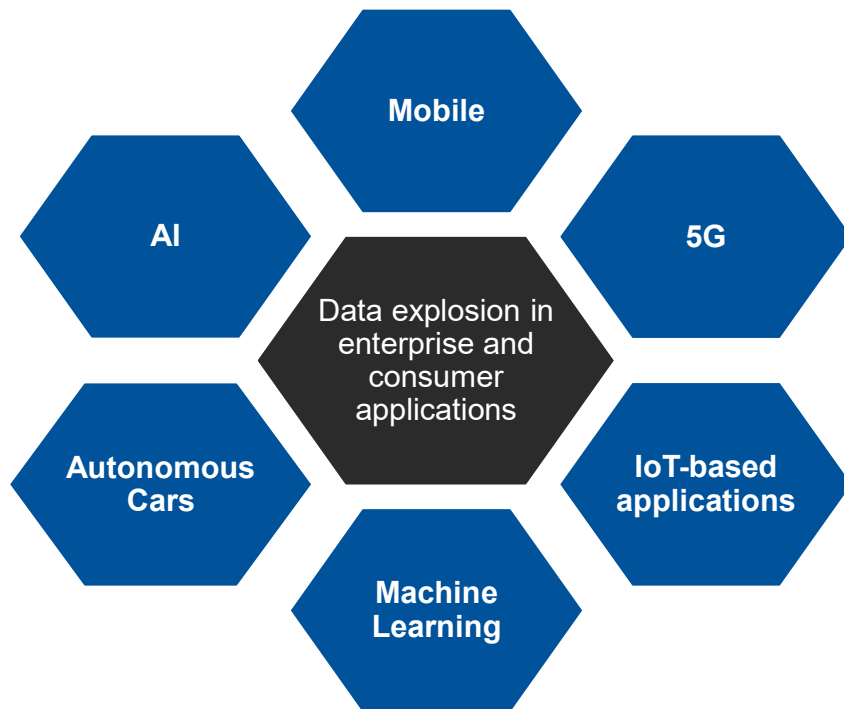 Mobile
AI
5G
Data explosion in
enterprise and
consumer
applications
Autonomous
Cars
IoT-based
applications
Machine
Learning